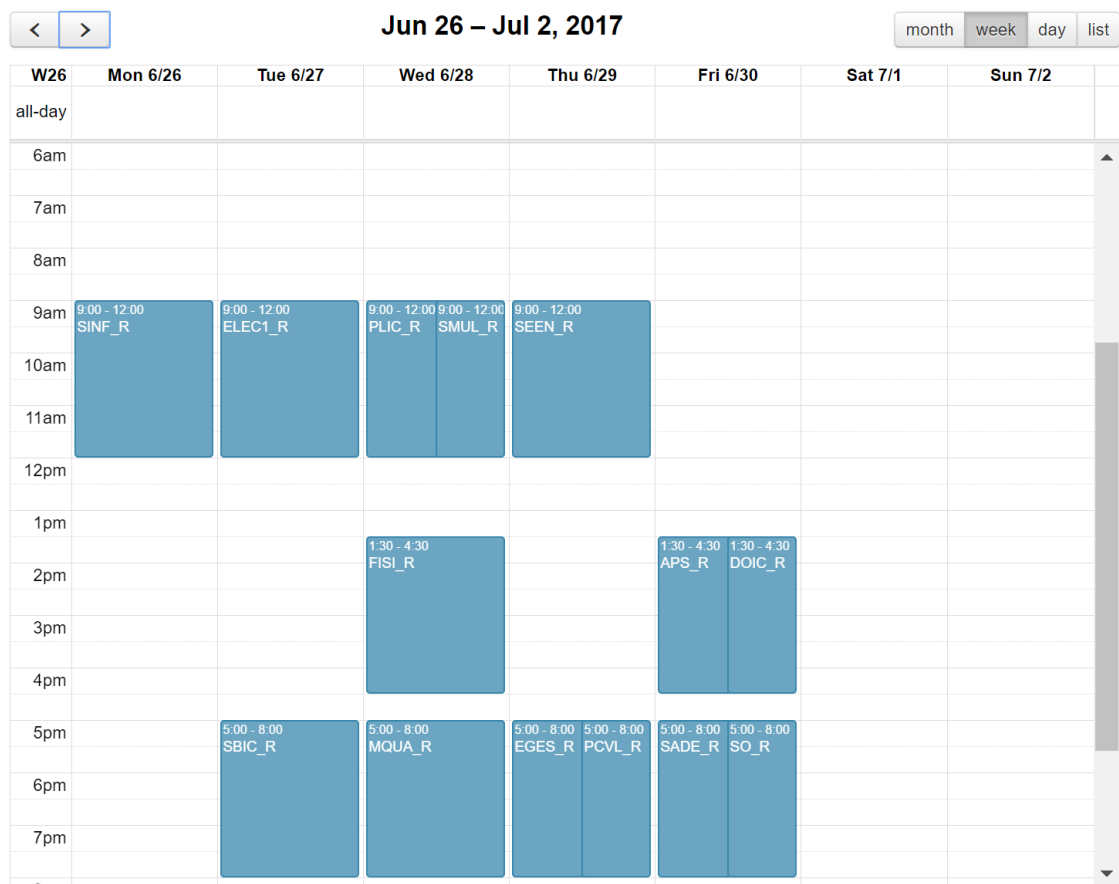 <
>
Jun 26 – Jul 2, 2017
month week day list
W26 Mon 6/26 Tue 6/27 Wed 6/28 Thu 6/29 Fri 6/30 Sat 7/1 Sun 7/2
all-day
6am
7am
8am
9am
9:00 - 12:00
SINF_R
9:00 - 12:00
ELEC1_R
9:00 - 12:00
PLIC_R
9:00 - 12:00
SMUL_R
9:00 - 12:00
SEEN_R
10am
11am
12pm
1pm
1:30 - 4:30
FISI_R
1:30 - 4:30
APS_R
1:30 - 4:30
DOIC_R
2pm
3pm
4pm
5pm
5:00 - 8:00
SBIC_R
5:00 - 8:00
MQUA_R
5:00 - 8:00
EGES_R
5:00 - 8:00
PCVL_R
5:00 - 8:00
SADE_R
5:00 - 8:00
SO_R
6pm
7pm